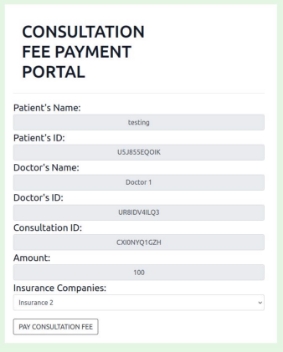 CONSULTATION
FEE PAYMENT
PORTAL
Patient's Name:
testing
Patient's ID:
U5J855EQOIK
Doctor's Name:
Doctor 1
Doctor's ID:
URBIDV4ILQ3
Consultation ID:
CXI0NYQ1GZH
Amount:
100
Insurance Companies:
Insurance 2
PAY CONSULTATION FEE